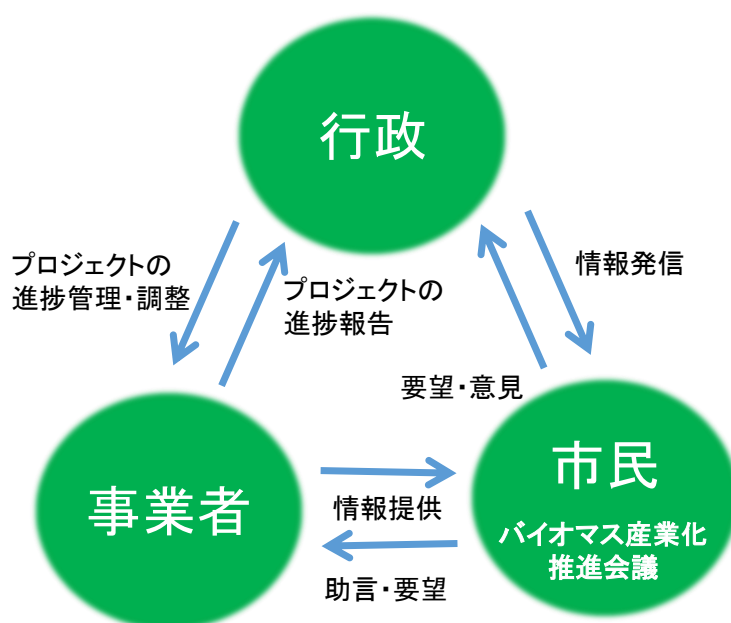 行政
プロジェクトの
進捗管理・調整
プロジェクトの
進捗報告
情報発信
要望・意見
事業者
情報提供
助言・要望
市民
バイオマス産業化
推進会議